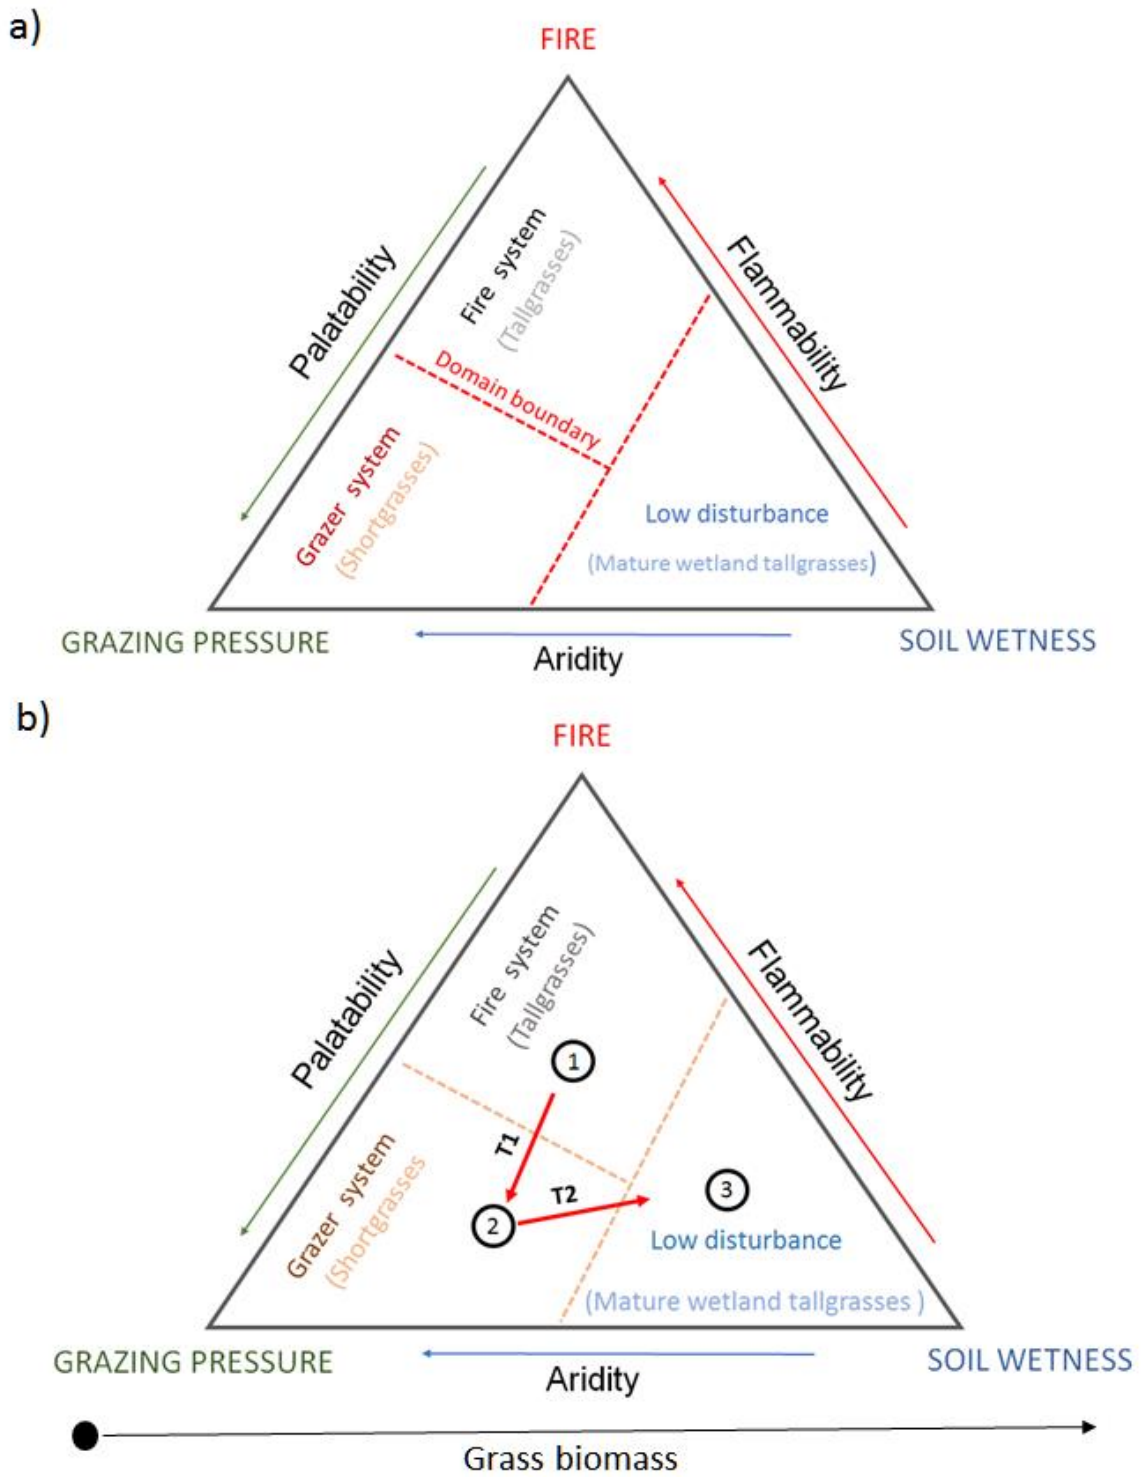 a)
FIRE
Palatability
Fire system
(Tallgrasses)
Flammability
Domain boundary
Grazer system
(Shortgrasses)
Low disturbance
(Mature wetland tallgrasses)
GRAZING PRESSURE
Aridity
SOIL WETNESS
b)
FIRE
Palatability
Fire system
(Tallgrasses)
Flammability
1
T1
Grazer system
(Shortgrasses
2
T2
3
Low disturbance
(Mature wetland tallgrasses )
GRAZING PRESSURE
Aridity
SOIL WETNESS
Grass biomass